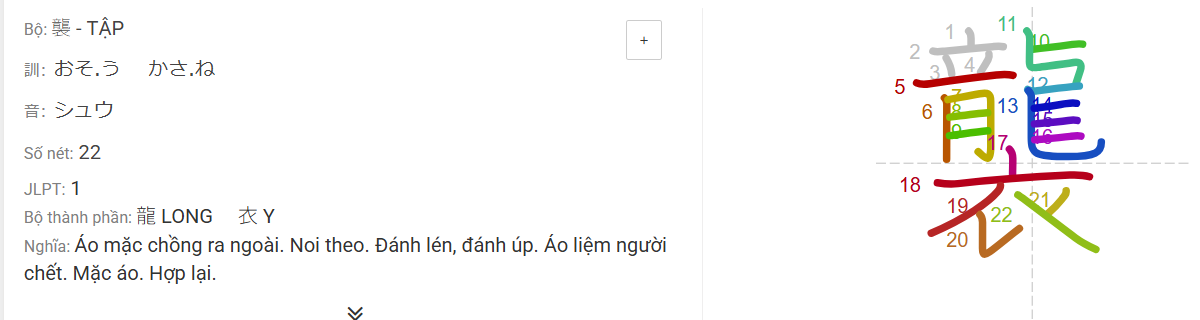 Bộ: 襲 - TẬP
+
訓: おそ.う かさ.ね
音: シュウ
Số nét: 22
JLPT: 1
Bộ thành phần: 龍 LONG 衣 Y
Nghĩa: Áo mặc chồng ra ngoài. Noi theo. Đánh lén, đánh úp. Áo liệm người
chết. Mặc áo. Hợp lại.
襲
1
2
3
4
5
6
7
8
9
10
11
12
13
14
15
16
17
18
19
20
21
22